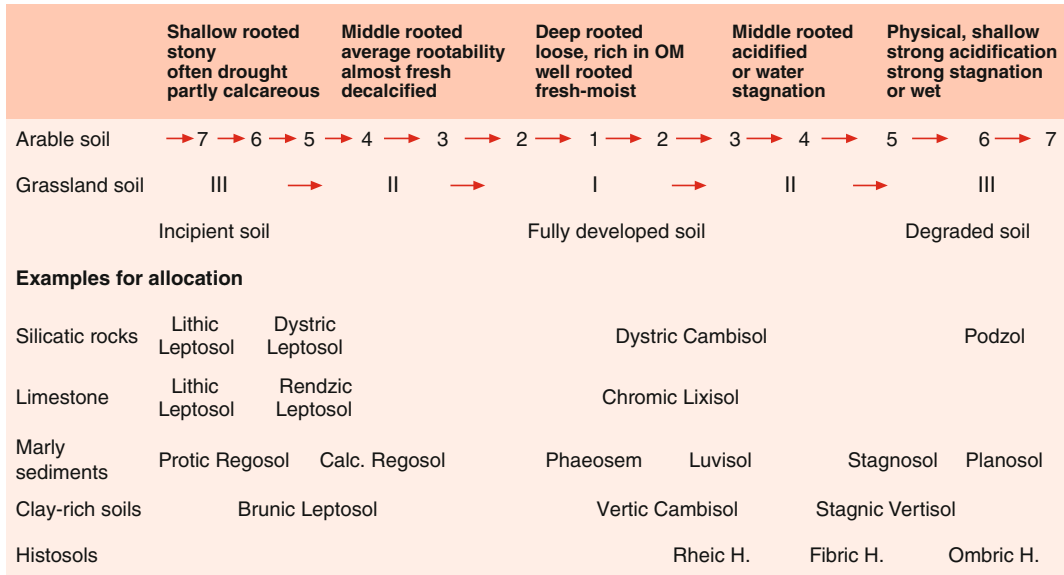 Shallow rooted
stony
often drought
partly calcareous
Middle rooted
average rootability
almost fresh
decalcified
Deep rooted
loose, rich in OM
well rooted
fresh-moist
Middle rooted
acidified
or water
stagnation
Physical, shallow
strong acidification
strong stagnation
or wet
Arable soil → 7 → 6 → 5 → 4 → 3 → 2 → 1 → 2 → 3 → 4 → 5 → 6 → 7
Grassland soil III → II → I → II → III
Incipient soil Fully developed soil Degraded soil
Examples for allocation
Silicatic rocks
Lithic
Leptosol
Dystric
Leptosol
Dystric Cambisol
Podzol
Limestone
Lithic
Leptosol
Rendzic
Leptosol
Chromic Lixisol
Marly
sediments
Protic Regosol Calc. Regosol Phaeosem Luvisol Stagnosol Planosol
Clay-rich soils Brunic Leptosol Vertic Cambisol Stagnic Vertisol
Histosols Rheic H. Fibric H. Ombric H.